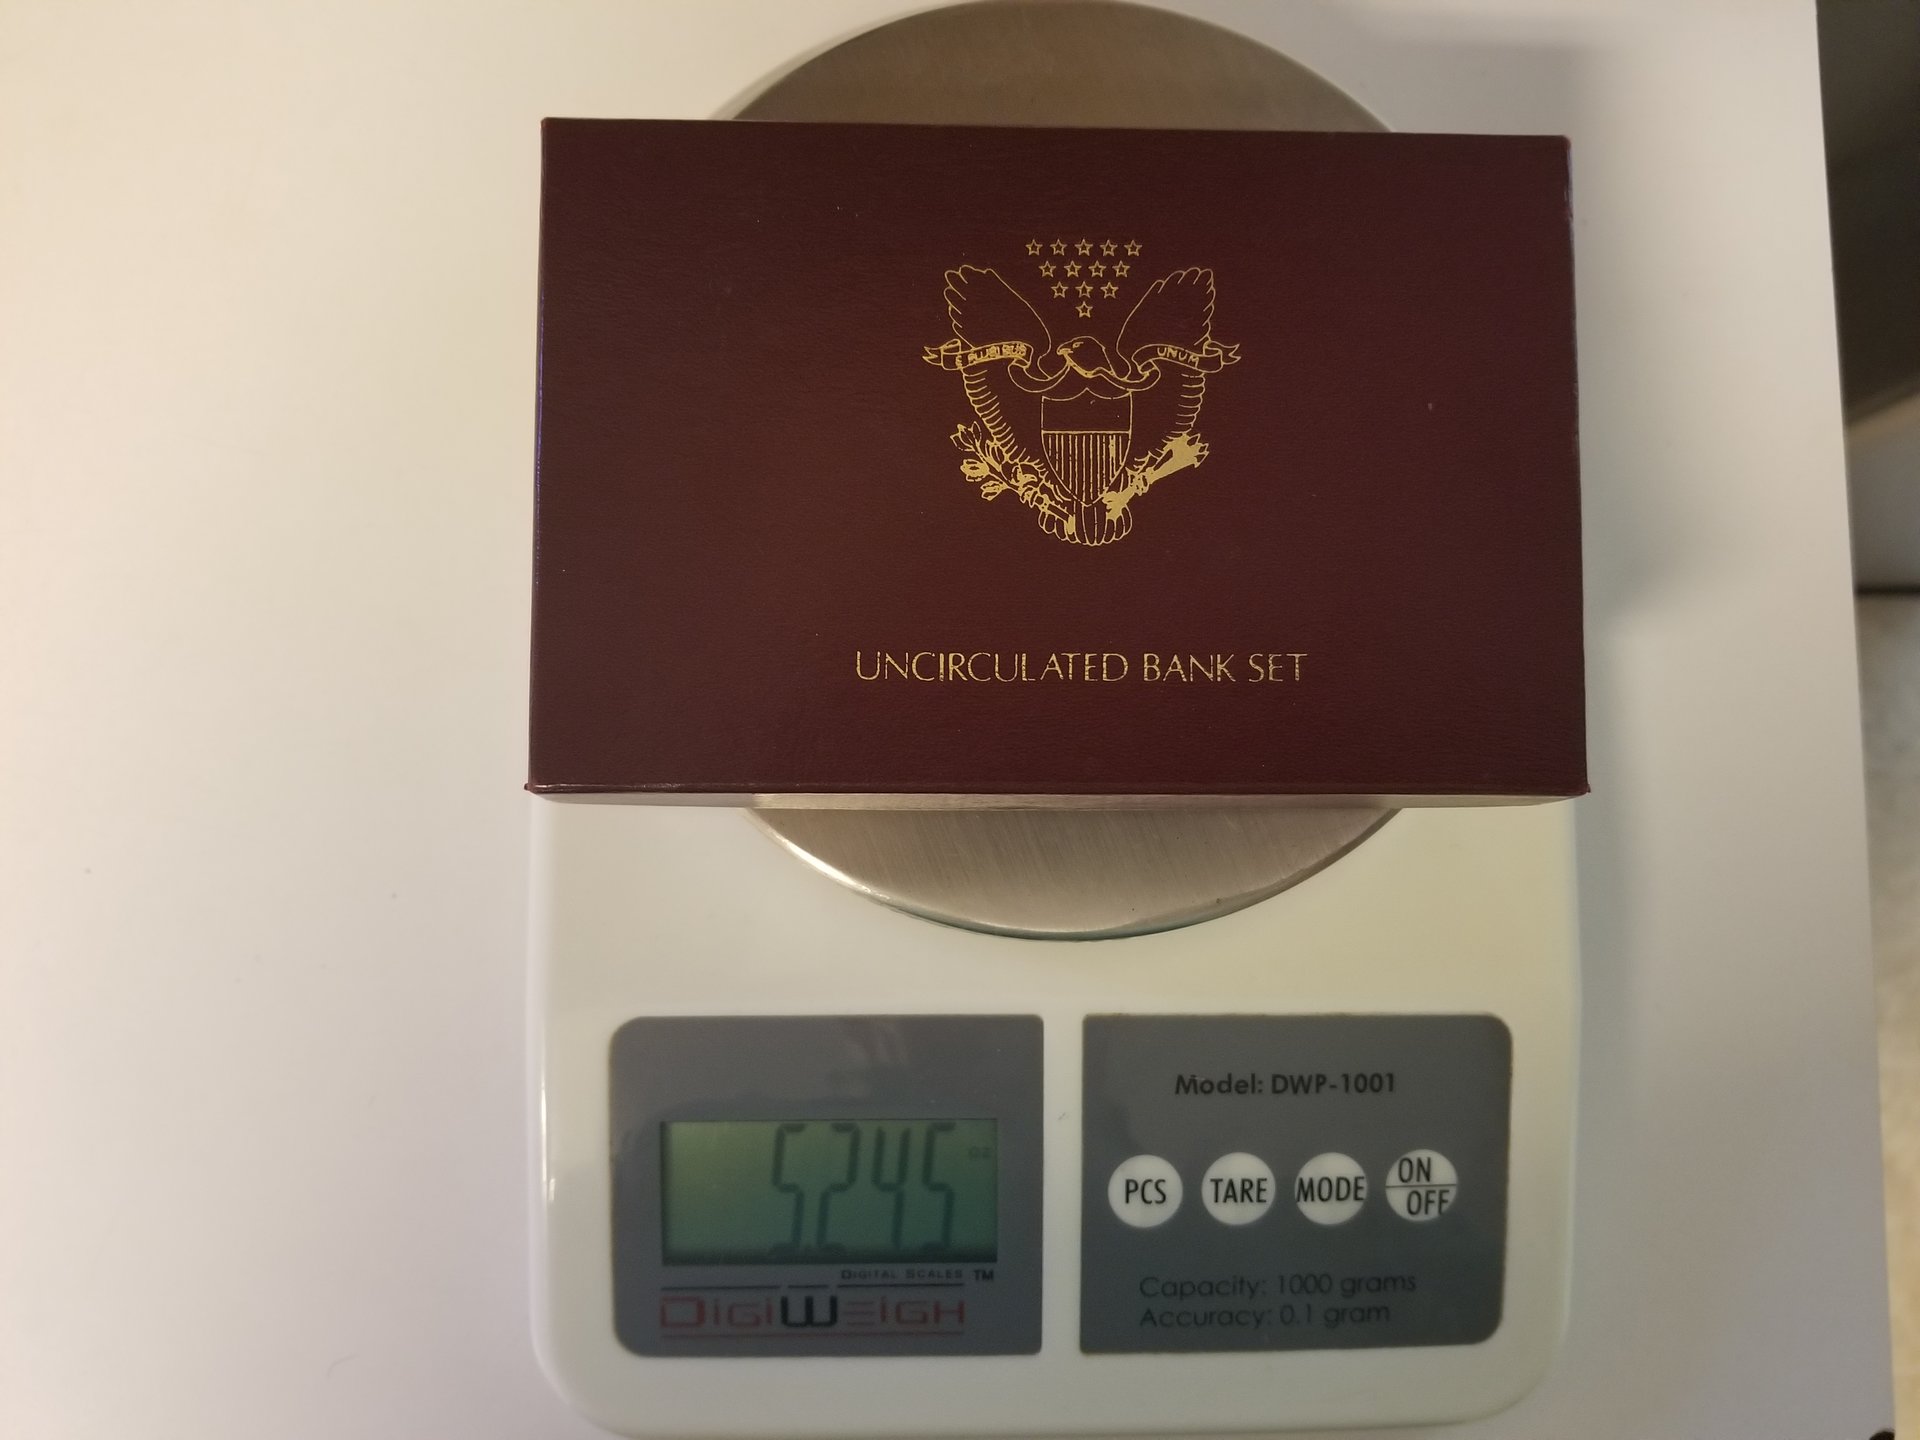 E PLURIBUS UNUM
UNCIRCULATED BANK SET
Model: DWP-1001
5.245 oz
PCS TARE MODE ON OFF
DIGITAL SCALES TM
DIGIWEIGH
Capacity: 1000 grams
Accuracy: 0.1 gram